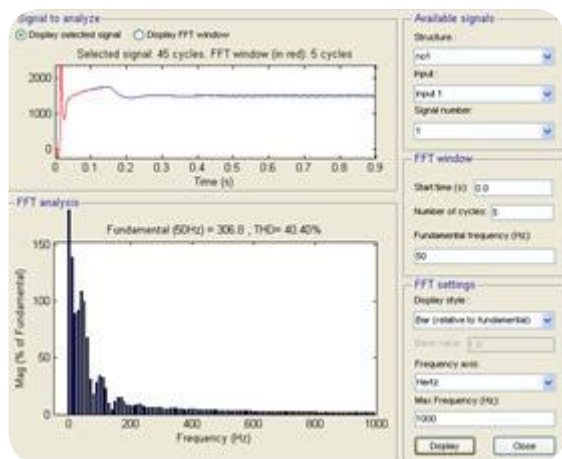 Signal to analyze
Display selected signal
Display FFT window
Selected signal: 45 cycles. FFT window (in red): 5 cycles
2000
1000
0
0 0.1 0.2 0.3 0.4 0.5 0.6 0.7 0.8 0.9
Time (s)
FFT analysis
Fundamental (50Hz) = 306.8 , THD= 40.40%
150
100
50
0
0 200 400 600 800 1000
Frequency (Hz)
Mag (% of Fundamental)
Available signals
Structure :
no1
Input :
input 1
Signal number:
1
FFT window
Start time (s): 0.0
Number of cycles: 5
Fundamental frequency (Hz):
50
FFT settings
Display style :
Bar (relative to fundamental)
Base value:
Frequency axis:
Hertz
Max Frequency (Hz):
1000
Display
Close